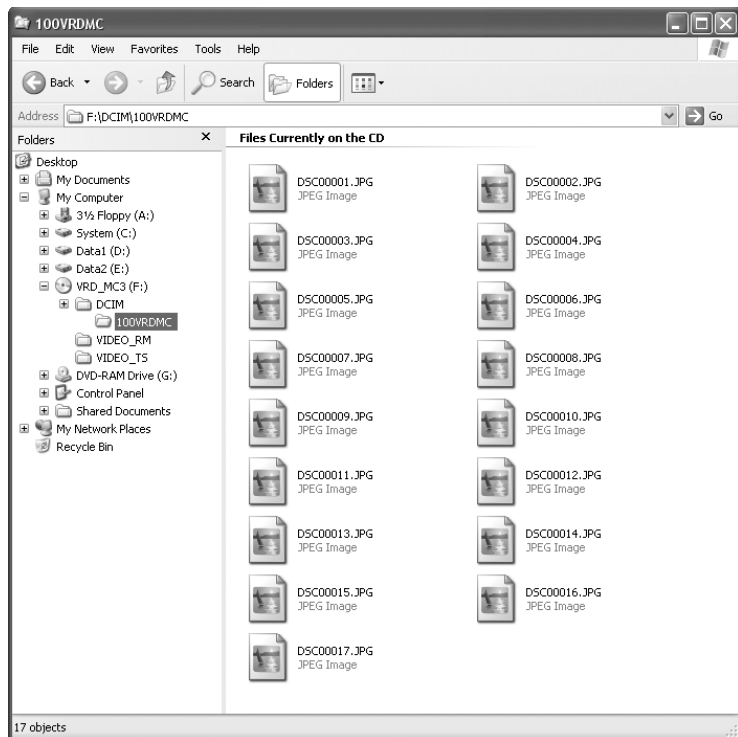 100VRDMC
File Edit View Favorites Tools Help
Back Search Folders
Address F:\DCIM\100VRDMC Go
Folders X
Desktop
My Documents
My Computer
3½ Floppy (A:)
System (C:)
Data1 (D:)
Data2 (E:)
VRD_MC3 (F:)
DCIM
100VRDMC
VIDEO_RM
VIDEO_TS
DVD-RAM Drive (G:)
Control Panel
Shared Documents
My Network Places
Recycle Bin
Files Currently on the CD
DSC00001.JPG
JPEG Image
DSC00002.JPG
JPEG Image
DSC00003.JPG
JPEG Image
DSC00004.JPG
JPEG Image
DSC00005.JPG
JPEG Image
DSC00006.JPG
JPEG Image
DSC00007.JPG
JPEG Image
DSC00008.JPG
JPEG Image
DSC00009.JPG
JPEG Image
DSC00010.JPG
JPEG Image
DSC00011.JPG
JPEG Image
DSC00012.JPG
JPEG Image
DSC00013.JPG
JPEG Image
DSC00014.JPG
JPEG Image
DSC00015.JPG
JPEG Image
DSC00016.JPG
JPEG Image
DSC00017.JPG
JPEG Image
17 objects